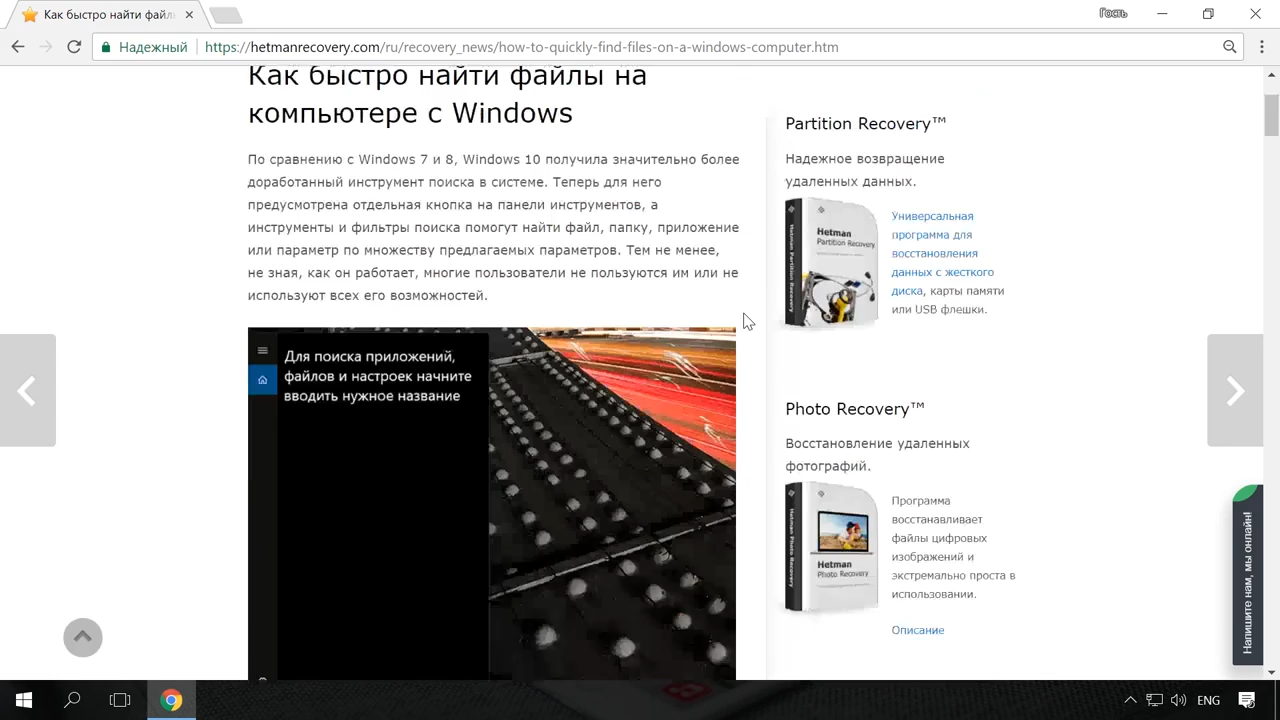 Как быстро найти файл
Гость
Надежный
https://hetmanrecovery.com/ru/recovery_news/how-to-quickly-find-files-on-a-windows-computer.htm
Как быстро найти файлы на
компьютере с Windows
По сравнению с Windows 7 и 8, Windows 10 получила значительно более
доработанный инструмент поиска в системе. Теперь для него
предусмотрена отдельная кнопка на панели инструментов, а
инструменты и фильтры поиска помогут найти файл, папку, приложение
или параметр по множеству предлагаемых параметров. Тем не менее,
не зная, как он работает, многие пользователи не пользуются им или не
используют всех его возможностей.
Для поиска приложений,
файлов и настроек начните
вводить нужное название
Partition Recovery™
Надежное возвращение
удаленных данных.
Hetman Partition Recovery
Hetman
Partition Recovery
Универсальная
программа для
восстановления
данных с жесткого
диска, карты памяти
или USB флешки.
Photo Recovery™
Восстановление удаленных
фотографий.
Hetman Photo Recovery
Hetman
Photo Recovery
Программа
восстанавливает
файлы цифровых
изображений и
экстремально проста в
использовании.
Описание
Напишите нам, мы онлайн!
ENG